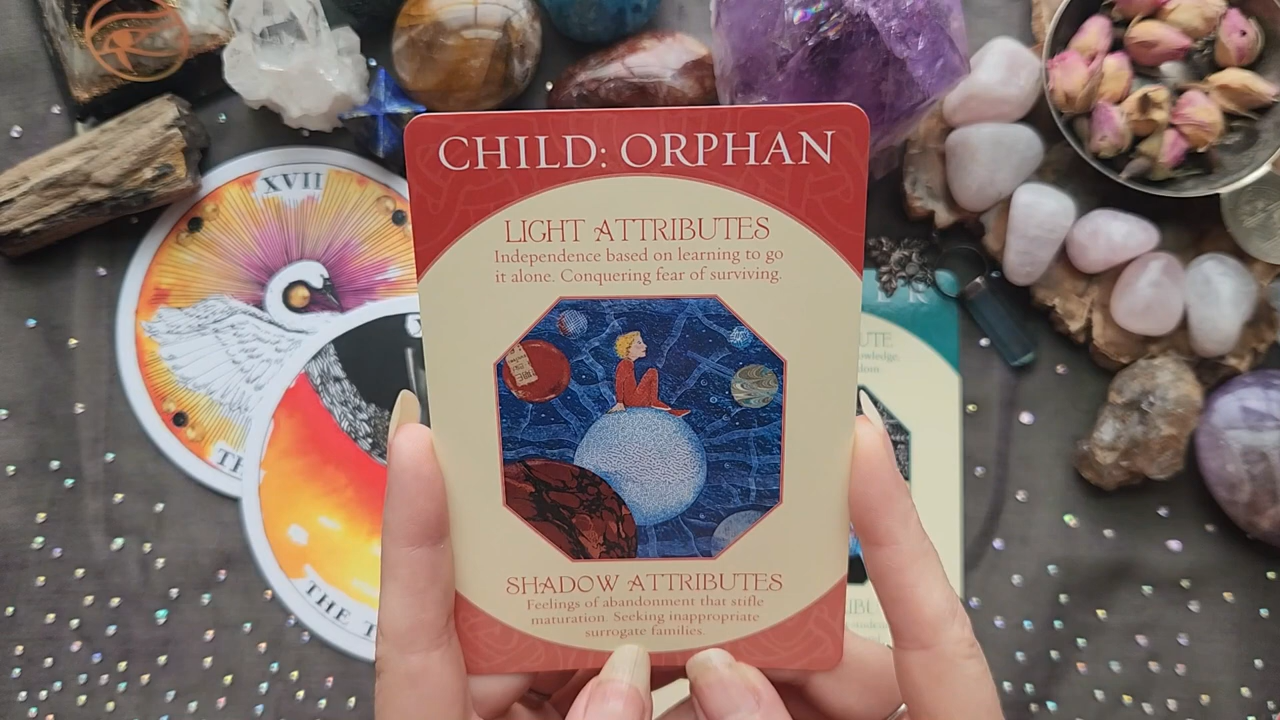 CHILD: ORPHAN
LIGHT ATTRIBUTES
Independence based on learning to go
it alone. Conquering fear of surviving.
SHADOW ATTRIBUTES
Feelings of abandonment that stifle
maturation. Seeking inappropriate
surrogate families.
XVII
THE T